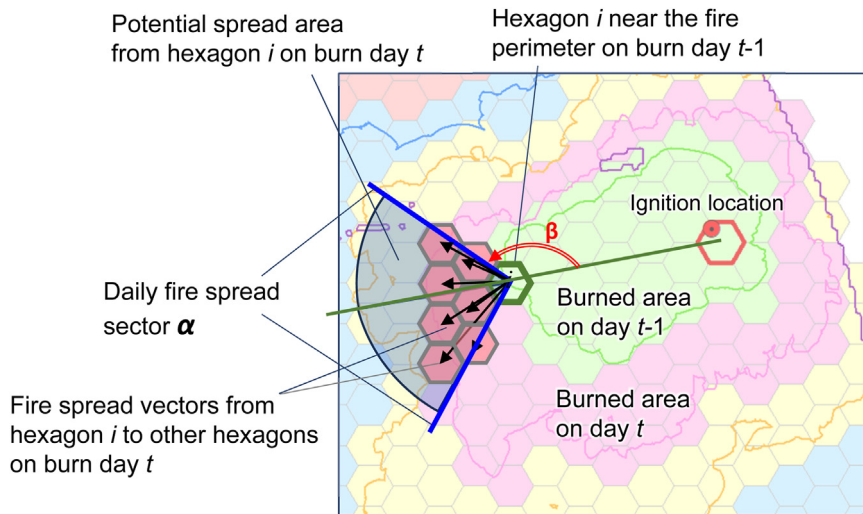 Potential spread area
from hexagon i on burn day t
Hexagon i near the fire
perimeter on burn day t-1
Ignition location
β
Daily fire spread
sector α
Burned area
on day t-1
Burned area
on day t
Fire spread vectors from
hexagon i to other hexagons
on burn day t